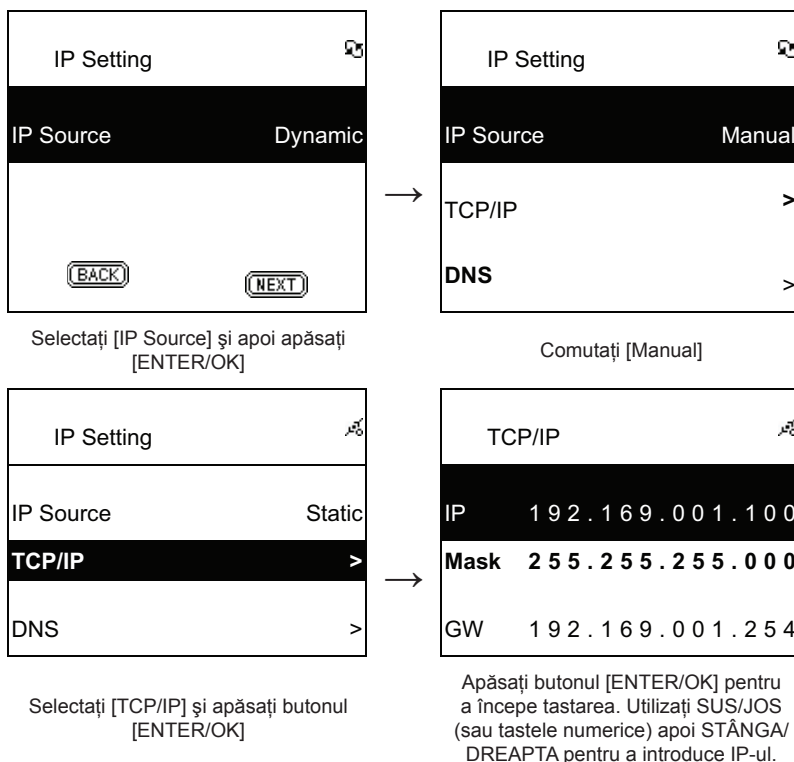 IP Setting
IP Source Dynamic
BACK NEXT
Selectați [IP Source] şi apoi apăsați
[ENTER/OK]
→
IP Setting
IP Source Manual
TCP/IP >
DNS >
Comutați [Manual]
IP Setting
IP Source Static
TCP/IP >
DNS >
Selectați [TCP/IP] şi apăsați butonul
[ENTER/OK]
→
TCP/IP
IP 192.169.001.100
Mask 255.255.255.000
GW 192.169.001.254
Apăsați butonul [ENTER/OK] pentru
a începe tastarea. Utilizați SUS/JOS
(sau tastele numerice) apoi STÂNGA/
DREAPTA pentru a introduce IP-ul.